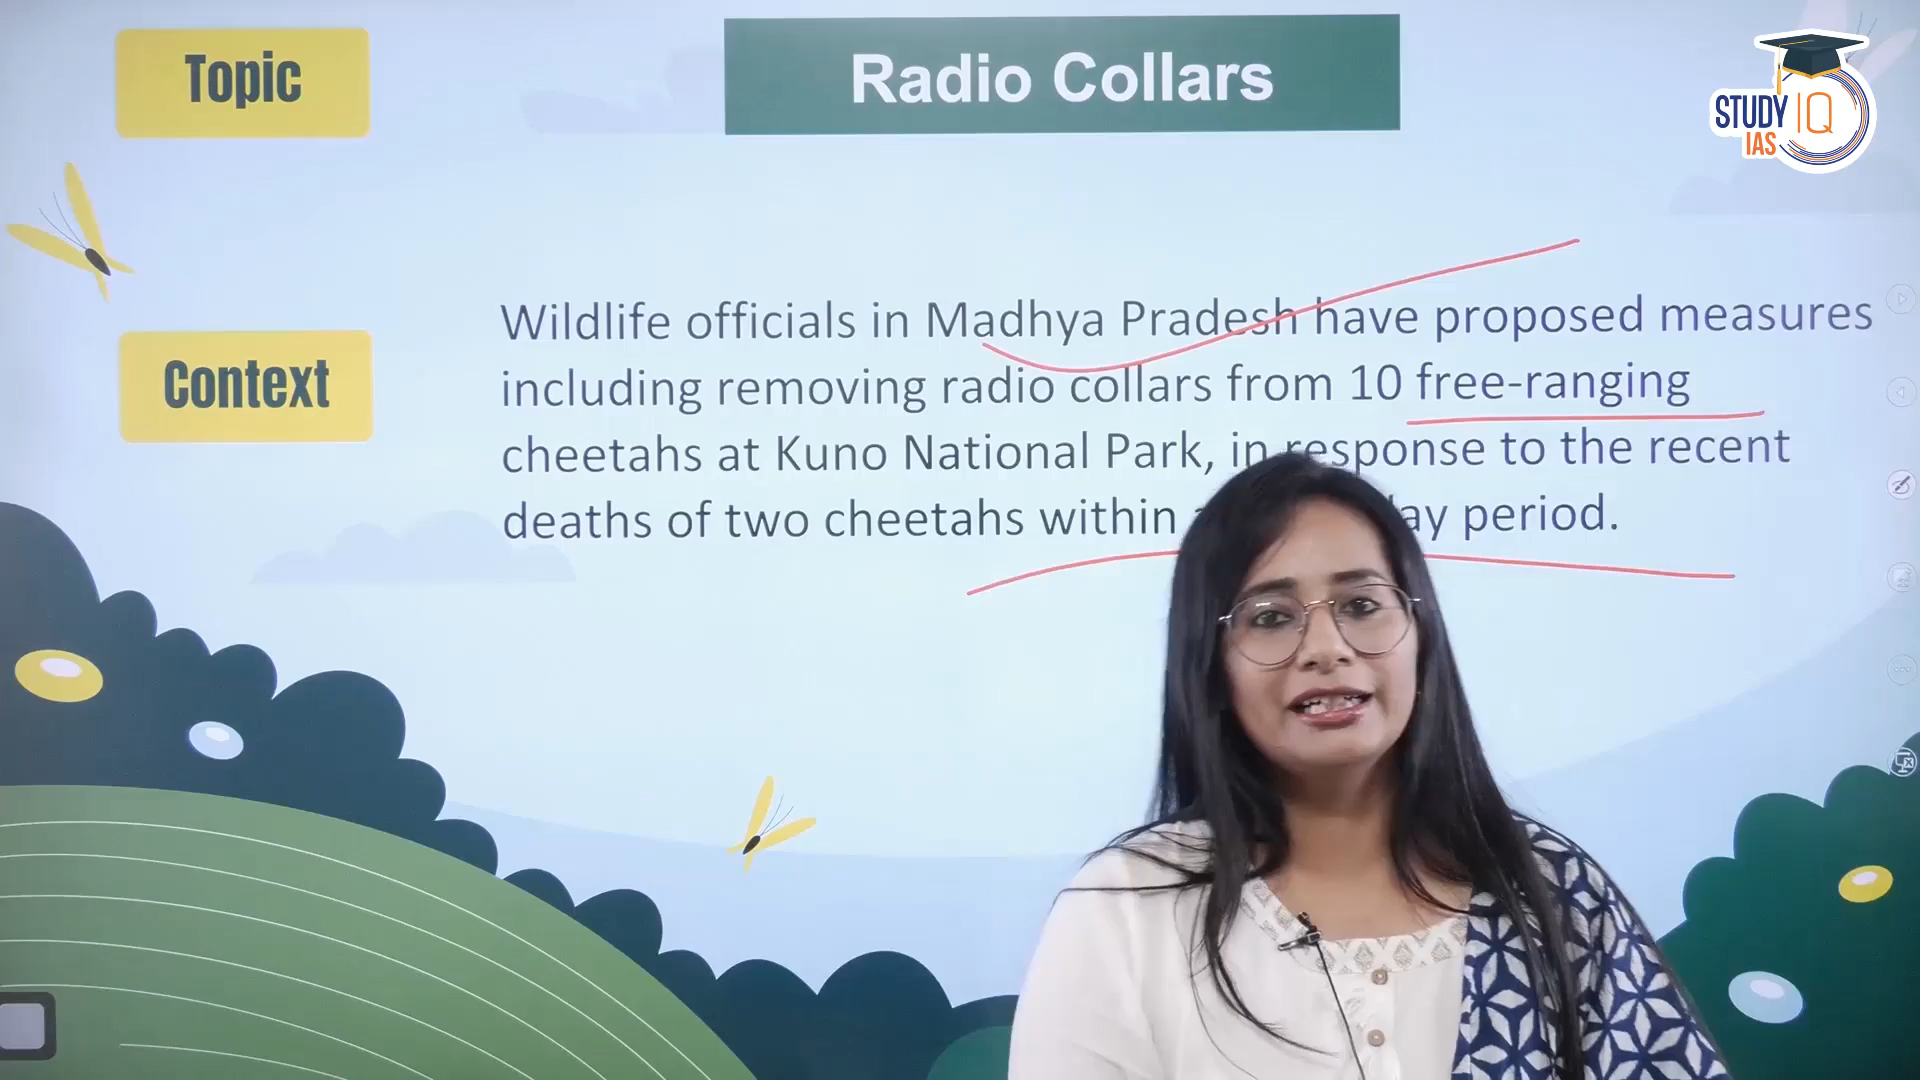 Topic
Radio Collars
STUDY IQ
IAS
Context
Wildlife officials in Madhya Pradesh have proposed measures
including removing radio collars from 10 free-ranging
cheetahs at Kuno National Park, in response to the recent
deaths of two cheetahs within period.